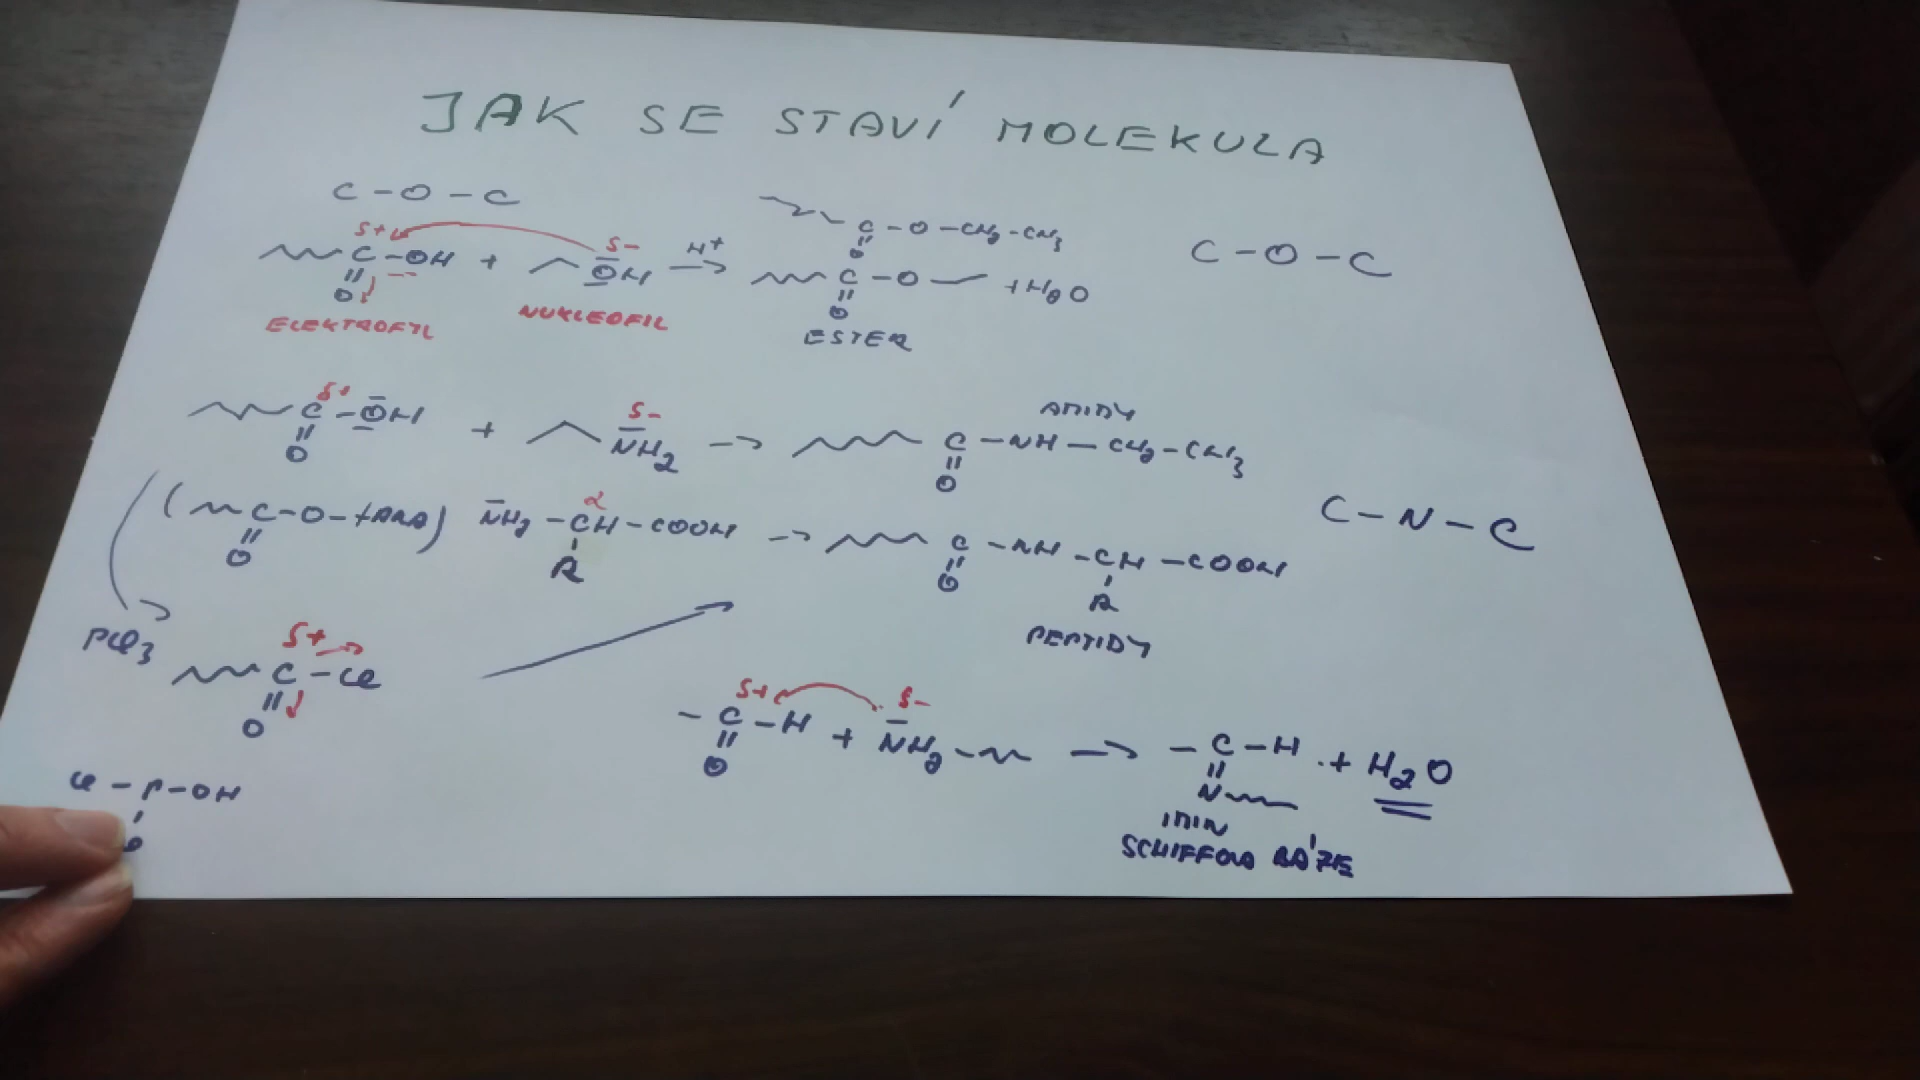 JAK SE STAVÍ MOLEKULA
C-O-C
C-O-CH2-CH3
O
C-O-C
δ+ δ-
C-OH + OH H+ → C-O + H2O
O O
ELEKTROFIL NUKLEOFIL ESTER
δ+ δ- AMIDY
C-OH + NH2 → C-NH-CH2-CH3
O O
(C-O-tARA) NH2-CH-COOH → C-NH-CH-COOH
α
O R O R
C-N-C
PEPTIDY
PCl3
δ+
C-Cl
O
δ+ δ-
-C-H + NH2 → -C-H + H2O
O N
IMIN
SCHIFFOVA BÁZE
Cl-P-OH